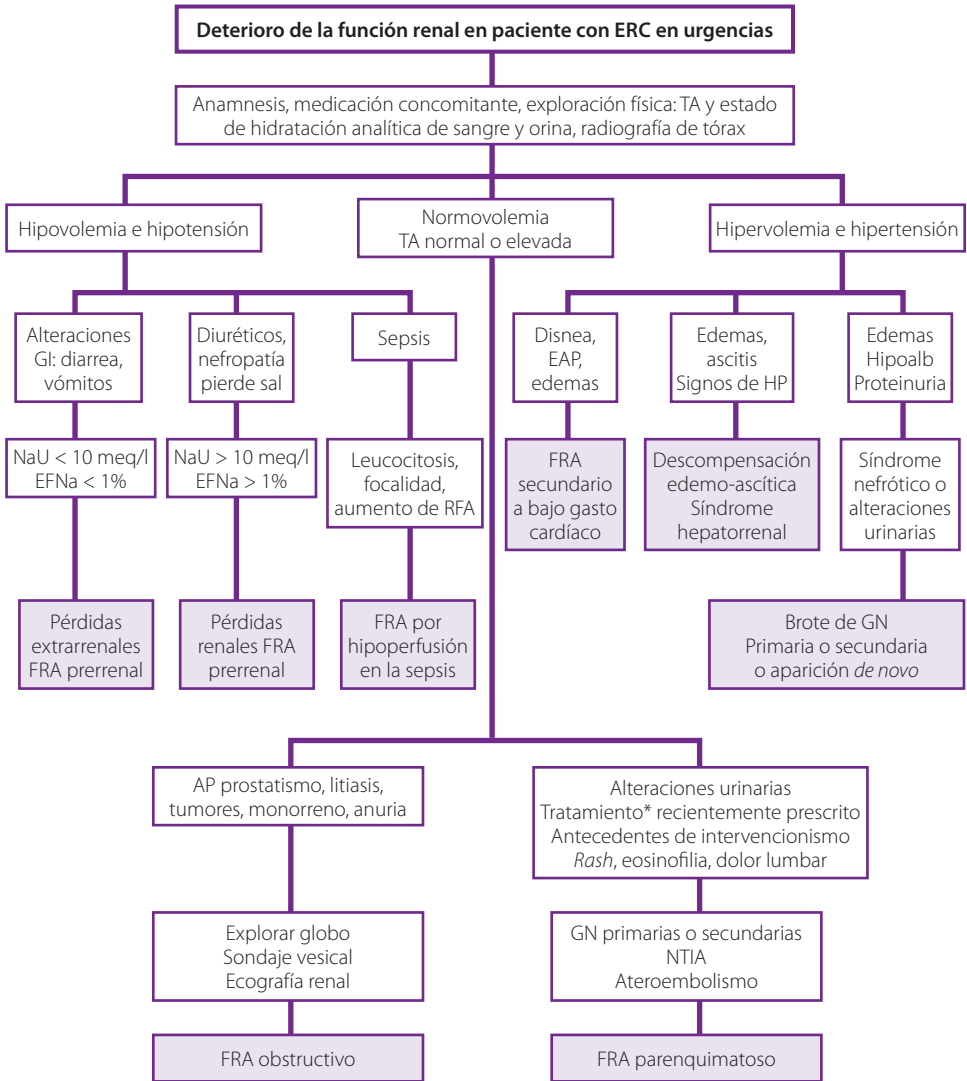 Deterioro de la función renal en paciente con ERC en urgencias
Anamnesis, medicación concomitante, exploración física: TA y estado
de hidratación analítica de sangre y orina, radiografía de tórax
Hipovolemia e hipotensión
Normovolemia
TA normal o elevada
Hipervolemia e hipertensión
Alteraciones
GI: diarrea,
vómitos
Diuréticos,
nefropatía
pierde sal
Sepsis
Disnea,
EAP,
edemas
Edemas,
ascitis
Signos de HP
Edemas
Hipoalb
Proteinuria
NaU < 10 meq/l
EFNa < 1%
NaU > 10 meq/l
EFNa > 1%
Leucocitosis,
focalidad,
aumento de RFA
FRA
secundario
a bajo gasto
cardíaco
Descompensación
edemo-ascítica
Síndrome
hepatorrenal
Síndrome
nefrótico o
alteraciones
urinarias
Pérdidas
extrarrenales
FRA prerrenal
Pérdidas
renales FRA
prerrenal
FRA por
hipoperfusión
en la sepsis
Brote de GN
Primaria o secundaria
o aparición de novo
AP prostatismo, litiasis,
tumores, monorreno, anuria
Alteraciones urinarias
Tratamiento* recientemente prescrito
Antecedentes de intervencionismo
Rash, eosinofilia, dolor lumbar
Explorar globo
Sondaje vesical
Ecografía renal
GN primarias o secundarias
NTIA
Ateroembolismo
FRA obstructivo
FRA parenquimatoso